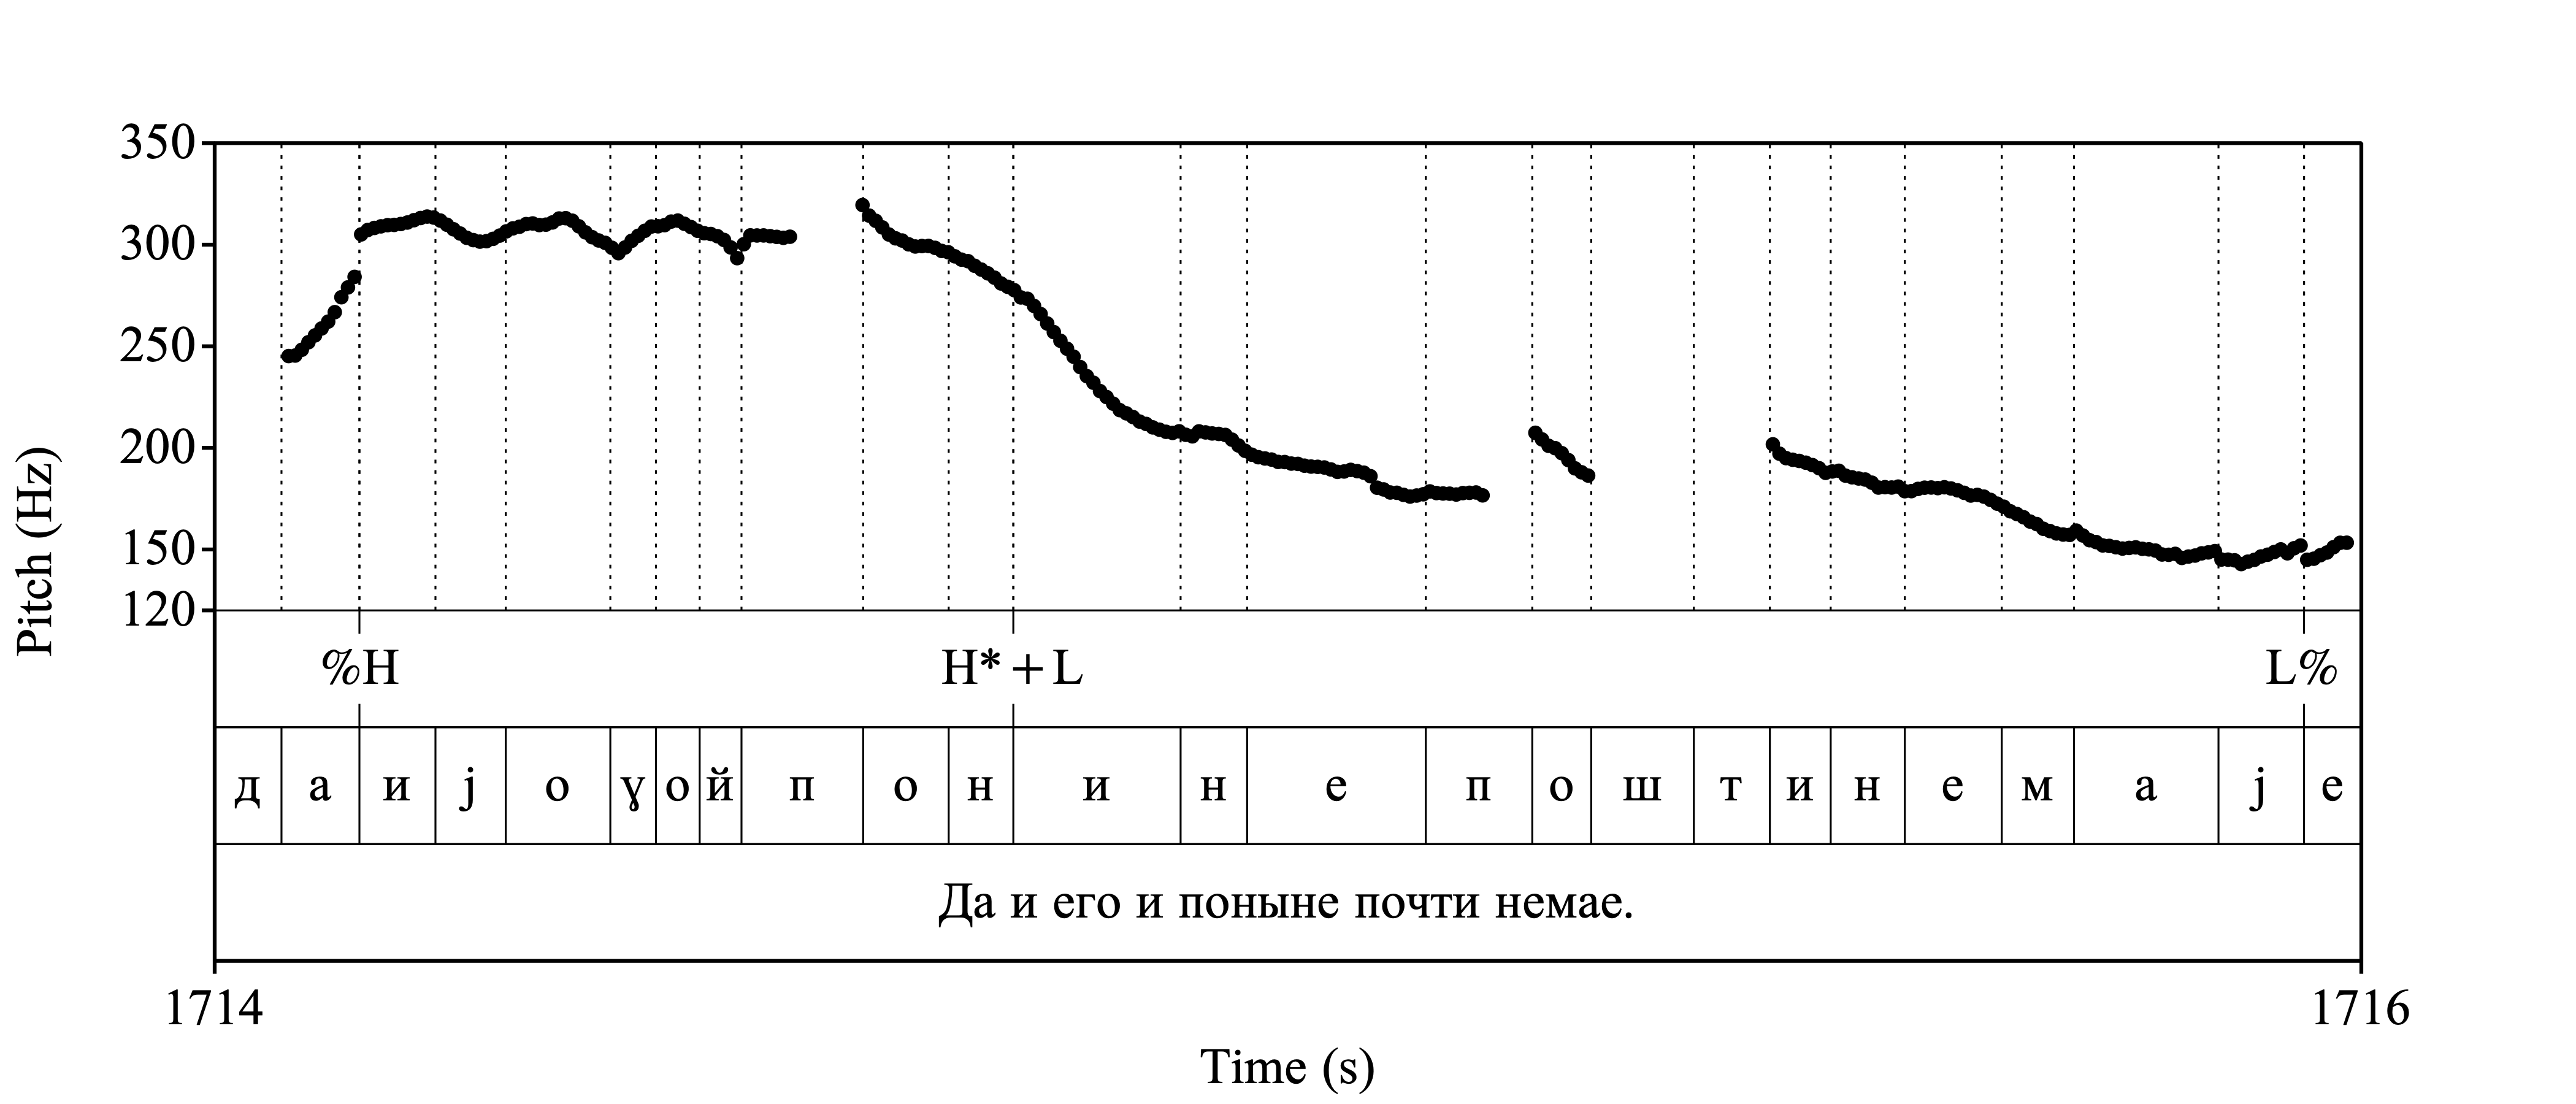 350
300
250
200
150
120
Pitch (Hz)
%H H*+L L%
д а и ј о ɣ о й п о н и н е п о ш т и н е м а ј е
Да и его и поныне почти немае.
1714 1716
Time (s)